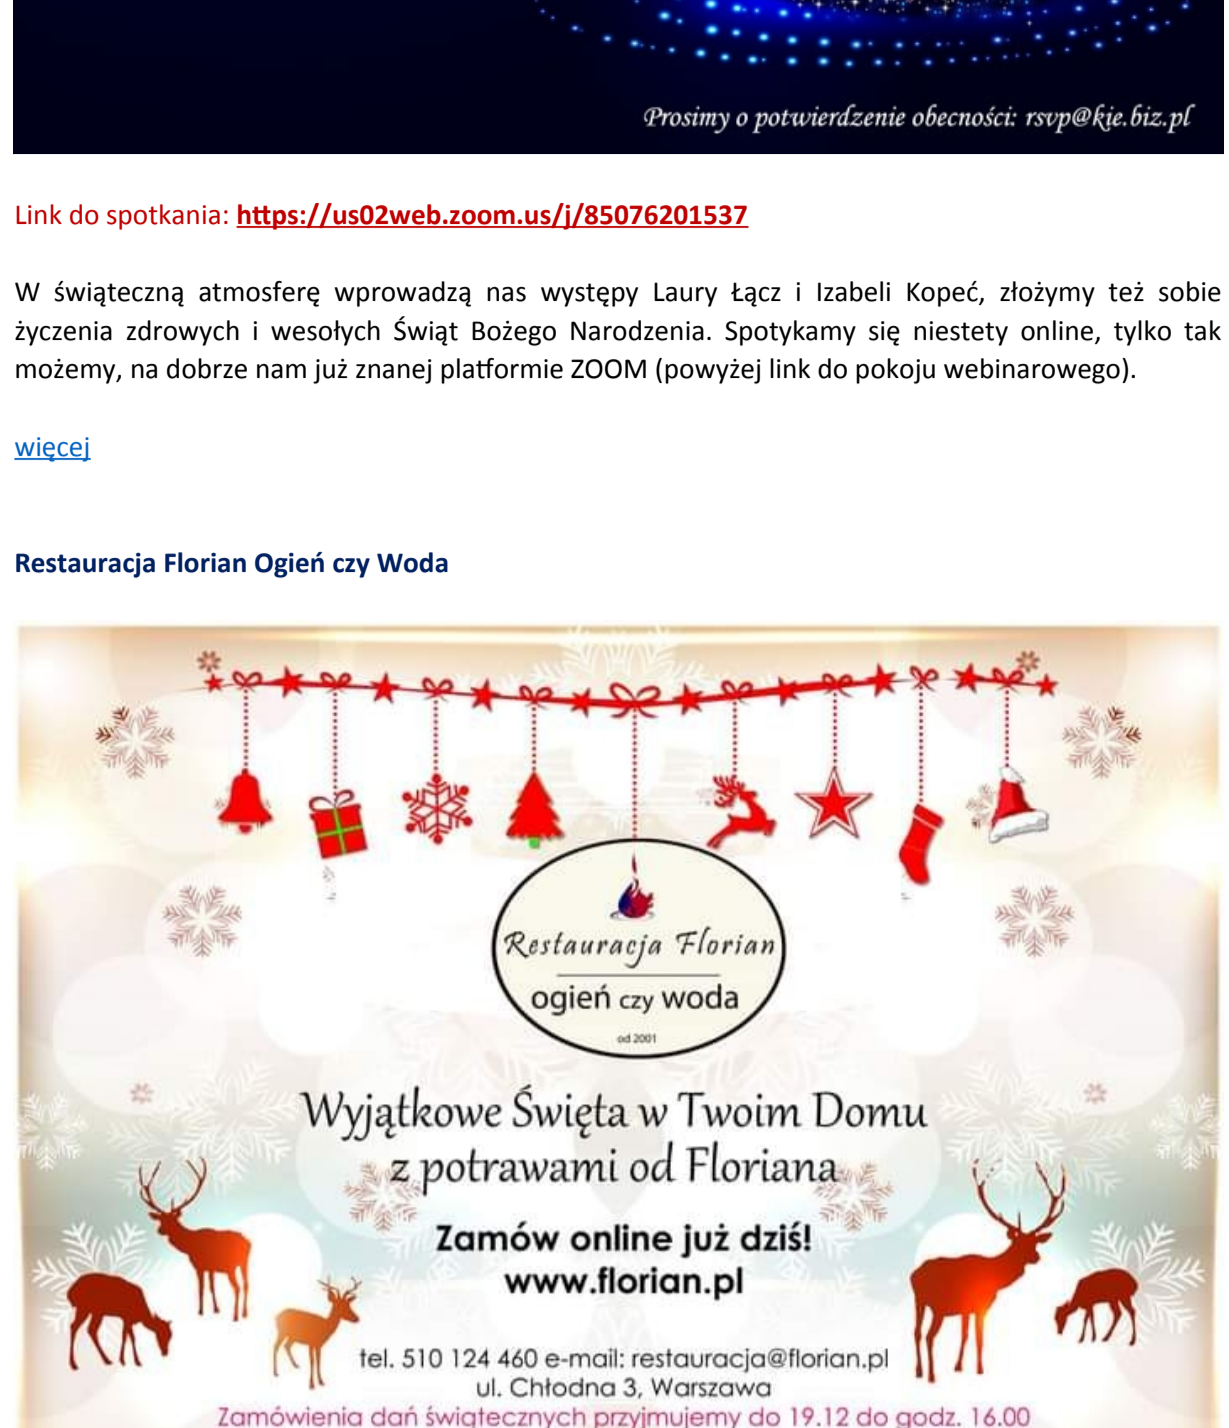 Prosimy o potwierdzenie obecności: rsvp@kie.biz.pl
Link do spotkania: https://us02web.zoom.us/j/85076201537
W świąteczną atmosferę wprowadzą nas występy Laury Łącz i Izabeli Kopeć, złożymy też sobie
życzenia zdrowych i wesołych Świąt Bożego Narodzenia. Spotykamy się niestety online, tylko tak
możemy, na dobrze nam już znanej platformie ZOOM (powyżej link do pokoju webinarowego).
więcej
Restauracja Florian Ogień czy Woda
Restauracja Florian
ogień czy woda
od 2001
Wyjątkowe Święta w Twoim Domu
z potrawami od Floriana
Zamów online już dziś!
www.florian.pl
tel. 510 124 460 e-mail: restauracja@florian.pl
ul. Chłodna 3, Warszawa
Zamówienia dań świątecznych przyjmujemy do 19.12 do godz. 16.00